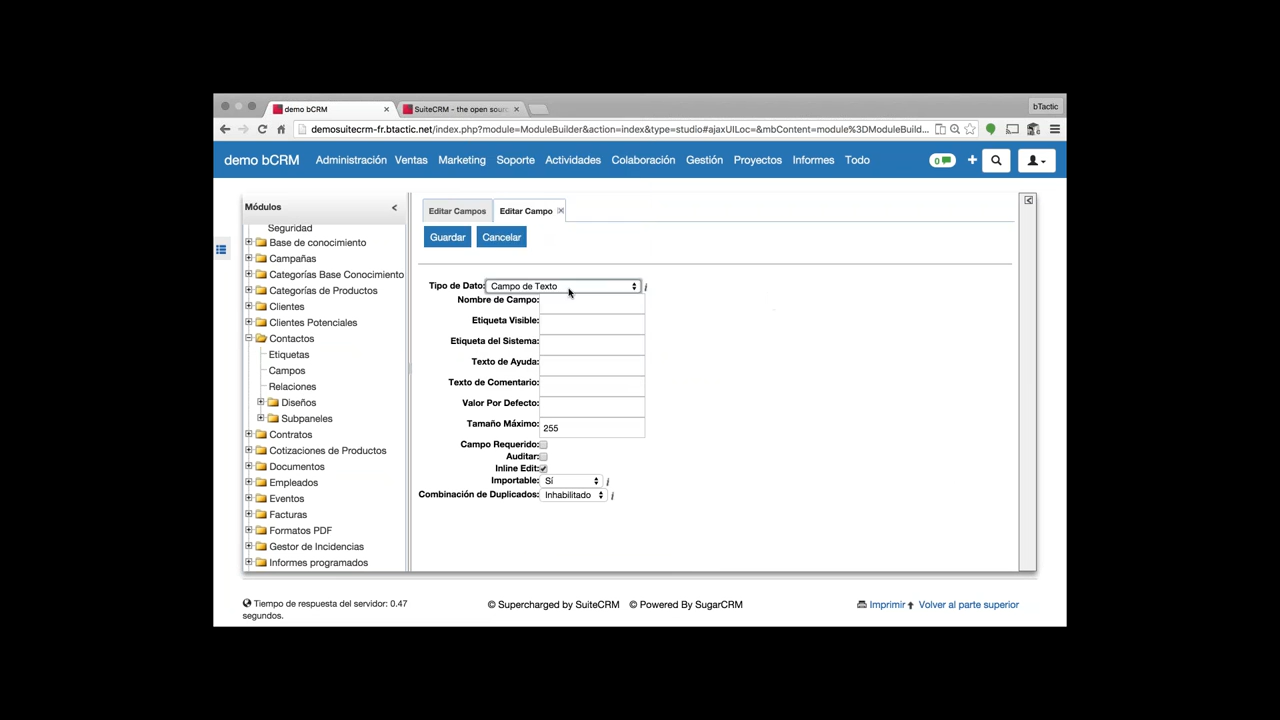 demo bCRM
SuiteCRM - the open sour
bTactic
demosuitecrm-fr.btactic.net/index.php?module=ModuleBuilder&action=index&type=studio#ajaxUILoc=&mbContent=module%3DModuleBuild...
demo bCRM Administración Ventas Marketing Soporte Actividades Colaboración Gestión Proyectos Informes Todo 0
Módulos <
Seguridad
Base de conocimiento
Campañas
Categorías Base Conocimiento
Categorías de Productos
Clientes
Clientes Potenciales
Contactos
Etiquetas
Campos
Relaciones
Diseños
Subpaneles
Contratos
Cotizaciones de Productos
Documentos
Empleados
Eventos
Facturas
Formatos PDF
Gestor de Incidencias
Informes programados
Editar Campos Editar Campo
Guardar Cancelar
Tipo de Dato: Campo de Texto i
Nombre de Campo:
Etiqueta Visible:
Etiqueta del Sistema:
Texto de Ayuda:
Texto de Comentario:
Valor Por Defecto:
Tamaño Máximo: 255
Campo Requerido:
Auditar:
Inline Edit:
Importable: Sí i
Combinación de Duplicados: Inhabilitado i
Tiempo de respuesta del servidor: 0.47
segundos.
© Supercharged by SuiteCRM © Powered By SugarCRM
Imprimir Volver al parte superior